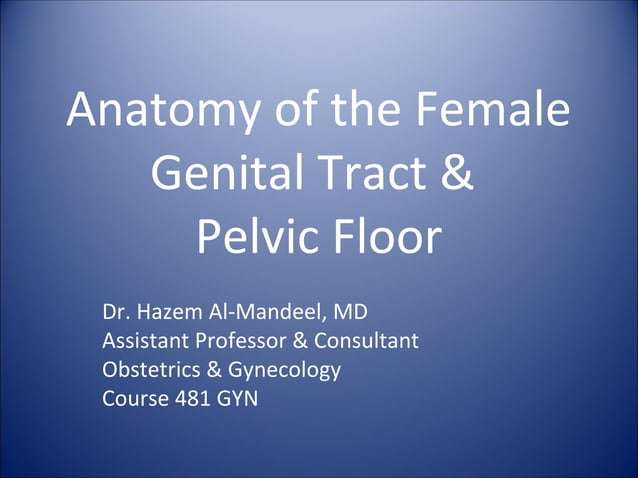 Anatomy of the Female
Genital Tract &
Pelvic Floor
Dr. Hazem Al-Mandeel, MD
Assistant Professor & Consultant
Obstetrics & Gynecology
Course 481 GYN